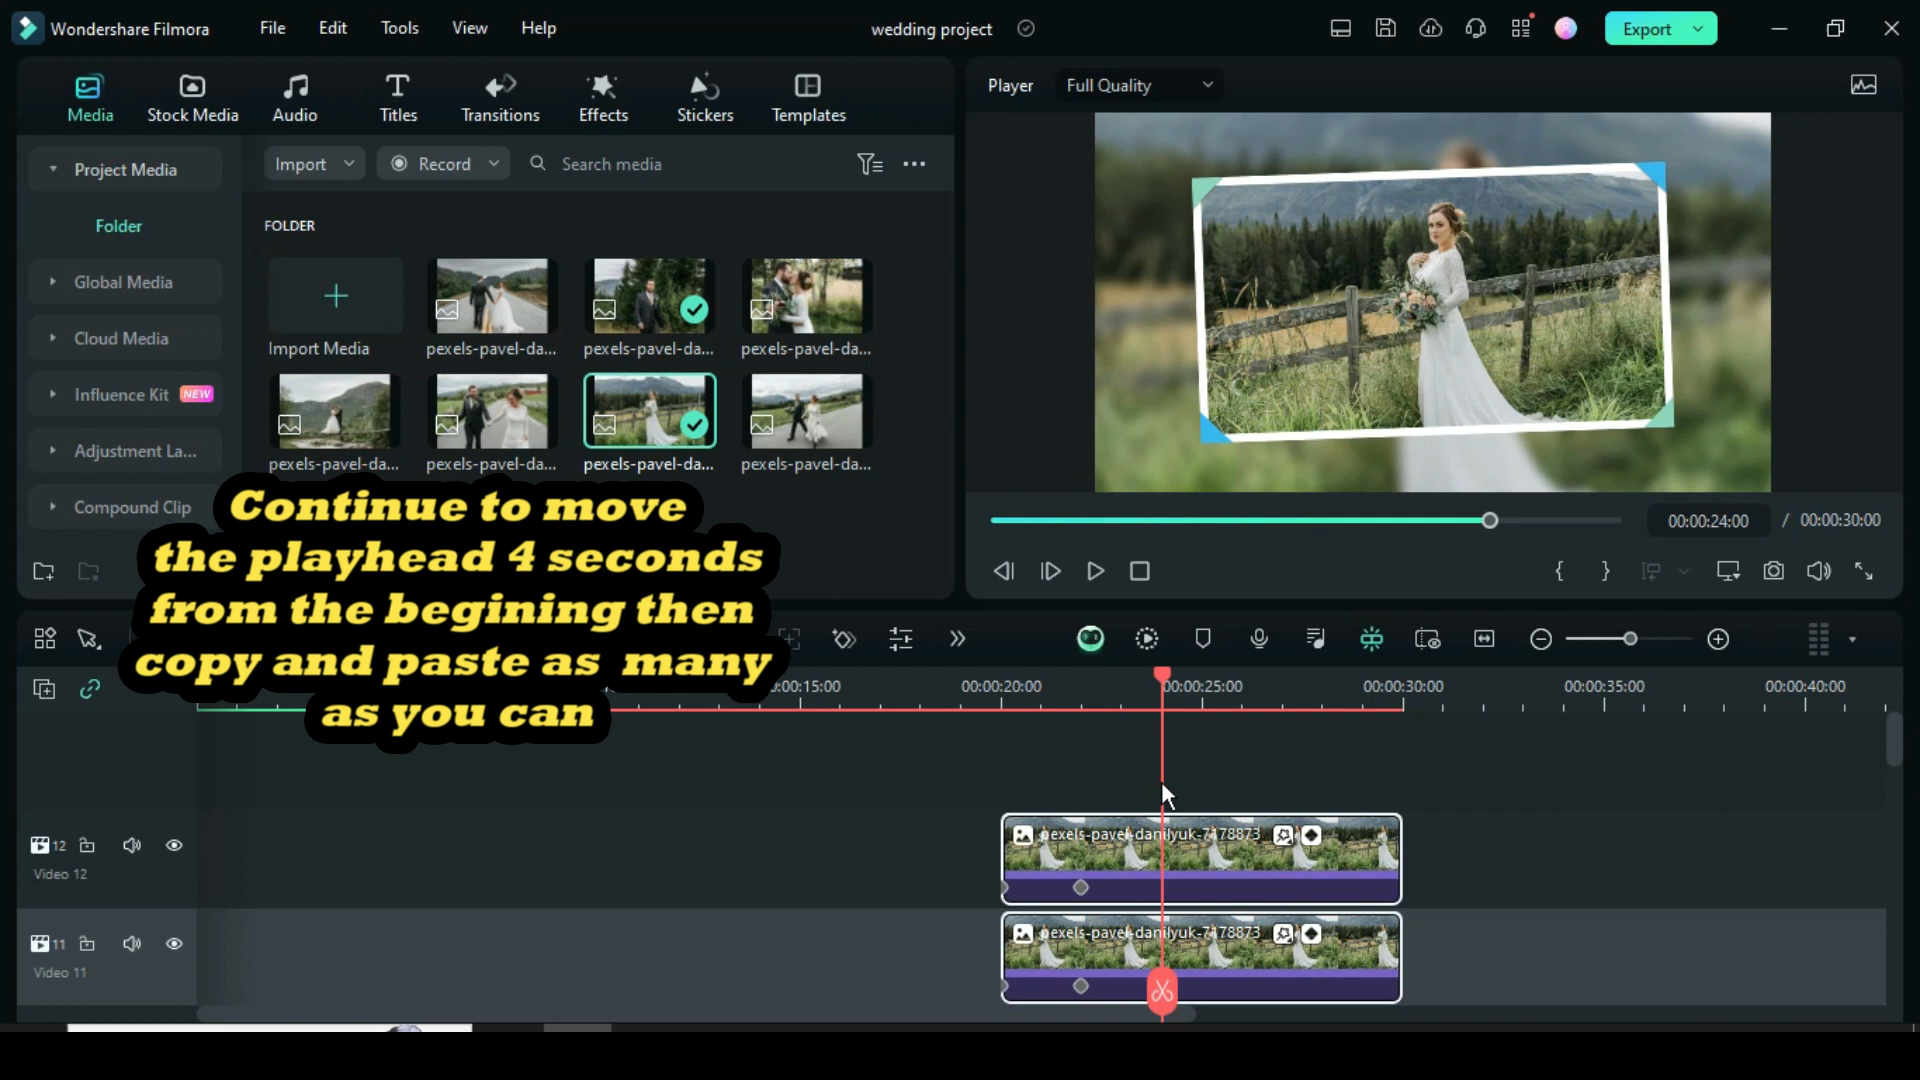 Wondershare Filmora
File
Edit
Tools
View
Help
wedding project
Export
Media
Stock Media
Audio
Titles
Transitions
Effects
Stickers
Templates
Player
Full Quality
Project Media
Import
Record
Search media
Folder
FOLDER
Global Media
Cloud Media
Influence Kit NEW
Adjustment La...
Compound Clip
Import Media
pexels-pavel-da...
pexels-pavel-da...
pexels-pavel-da...
pexels-pavel-da...
pexels-pavel-da...
pexels-pavel-da...
pexels-pavel-da...
Continue to move
the playhead 4 seconds
from the begining then
copy and paste as many
as you can
00:00:24:00 / 00:00:30:00
:00:15:00
00:00:20:00
00:00:25:00
00:00:30:00
00:00:35:00
00:00:40:00
12
Video 12
pexels-pavel-danilyuk-7178873
11
Video 11
pexels-pavel-danilyuk-7178873